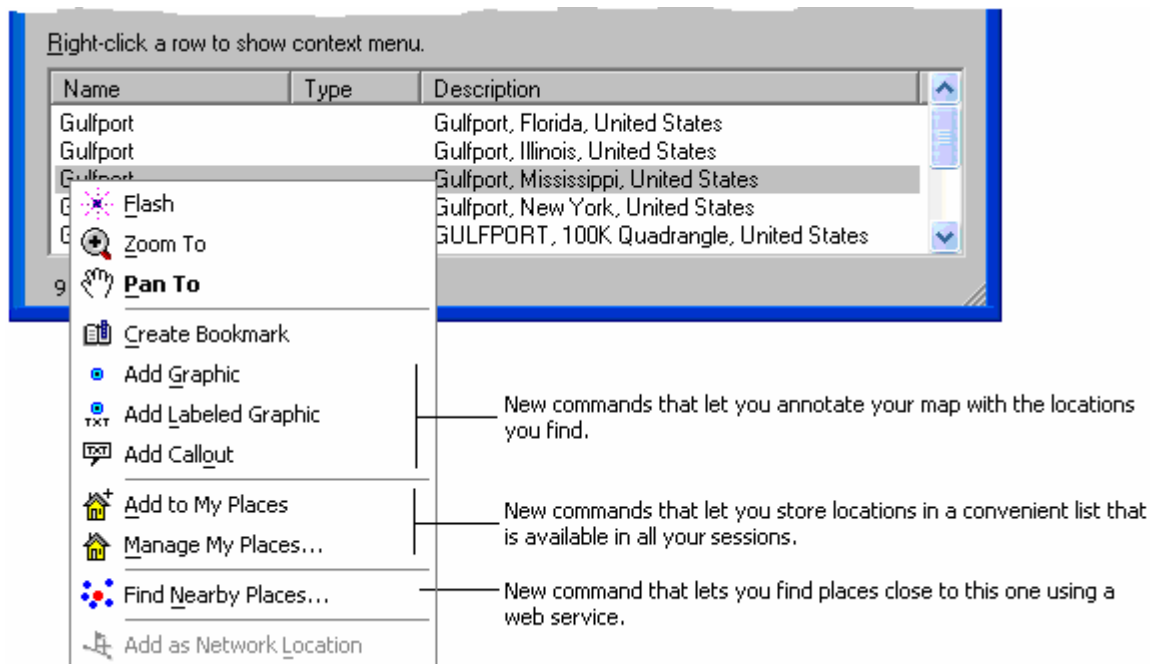 Right-click a row to show context menu.
Name Type Description
Gulfport Gulfport, Florida, United States
Gulfport Gulfport, Illinois, United States
Gulfport Gulfport, Mississippi, United States
G Gulfport, New York, United States
G GULFPORT, 100K Quadrangle, United States
9
Flash
Zoom To
Pan To
Create Bookmark
Add Graphic
TXT Add Labeled Graphic
TXT Add Callout
New commands that let you annotate your map with the locations
you find.
Add to My Places
Manage My Places...
New commands that let you store locations in a convenient list that
is available in all your sessions.
Find Nearby Places...
New command that lets you find places close to this one using a
web service.
Add as Network Location